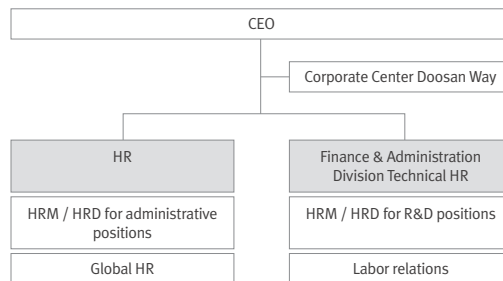 CEO
Corporate Center Doosan Way
HR
Finance & Administration
Division Technical HR
HRM / HRD for administrative
positions
HRM / HRD for R&D positions
Global HR
Labor relations